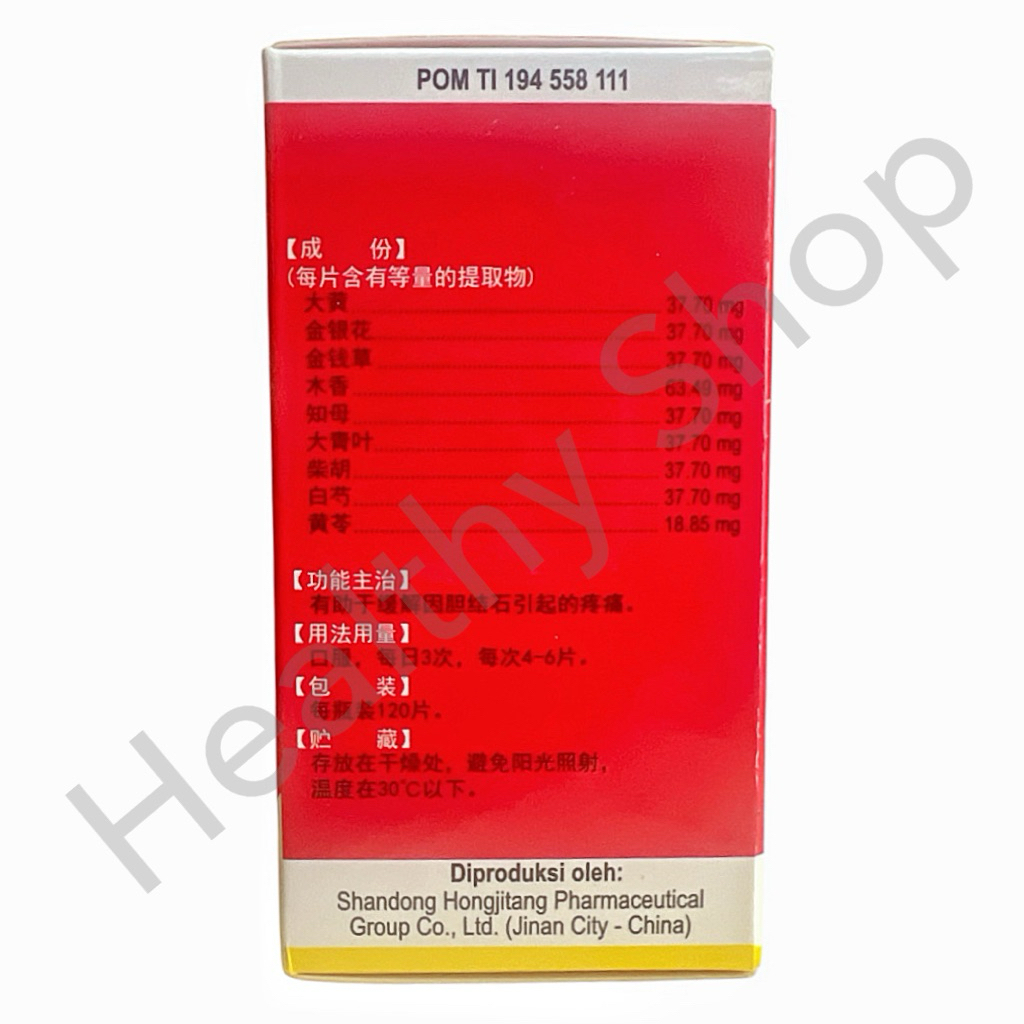 POM TI 194 558 111
【成 份】
(每片含有等量的提取物)
大黄 37.70 mg
金银花 37.70 mg
金钱草 37.70 mg
木香 63.49 mg
知母 37.70 mg
大青叶 37.70 mg
柴胡 37.70 mg
白芍 37.70 mg
黄芩 18.85 mg
【功能主治】
有助于缓解因胆结石引起的疼痛。
【用法用量】
口服，每日3次，每次4-6片。
【包 装】
每瓶装120片。
【贮 藏】
存放在干燥处，避免阳光照射，
温度在30℃以下。
Diproduksi oleh:
Shandong Hongjitang Pharmaceutical
Group Co., Ltd. (Jinan City - China)
Healthy Shop